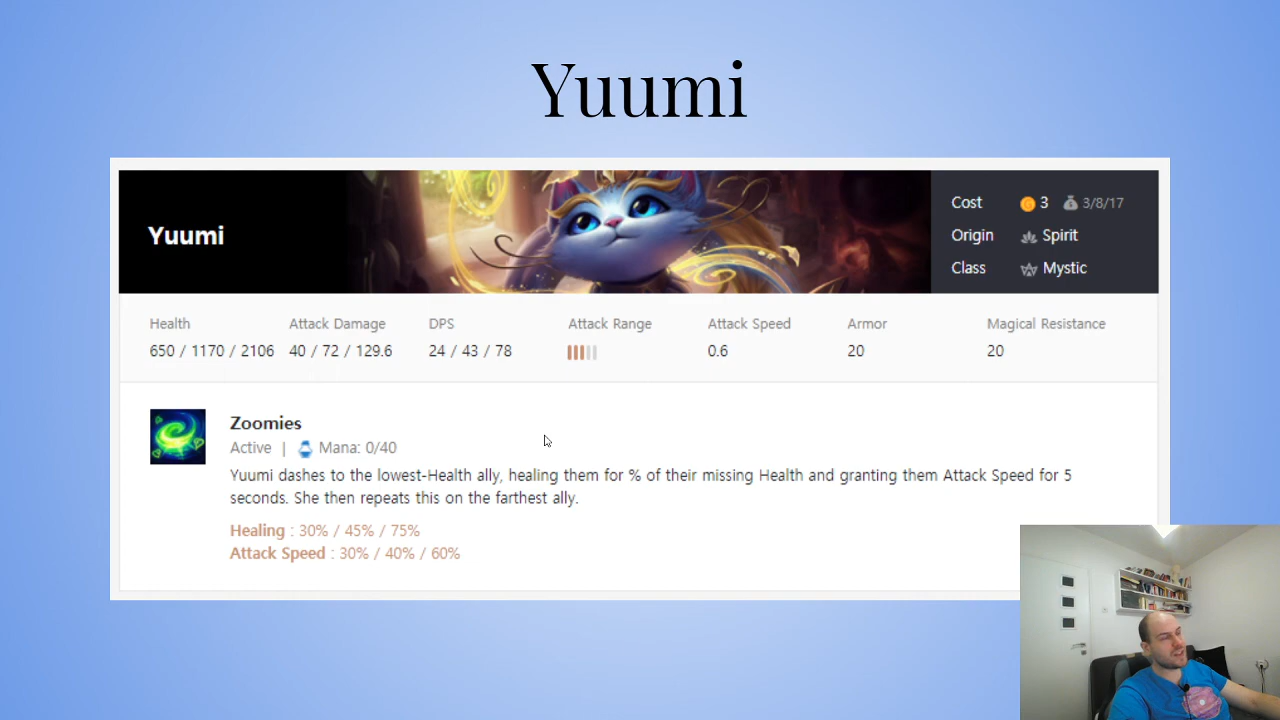 Yuumi
Yuumi
Cost 3 3/8/17
Origin Spirit
Class Mystic
Health Attack Damage DPS Attack Range Attack Speed Armor Magical Resistance
650 / 1170 / 2106 40 / 72 / 129.6 24 / 43 / 78 0.6 20 20
Zoomies
Active | Mana: 0/40
Yuumi dashes to the lowest-Health ally, healing them for % of their missing Health and granting them Attack Speed for 5
seconds. She then repeats this on the farthest ally.
Healing : 30% / 45% / 75%
Attack Speed : 30% / 40% / 60%